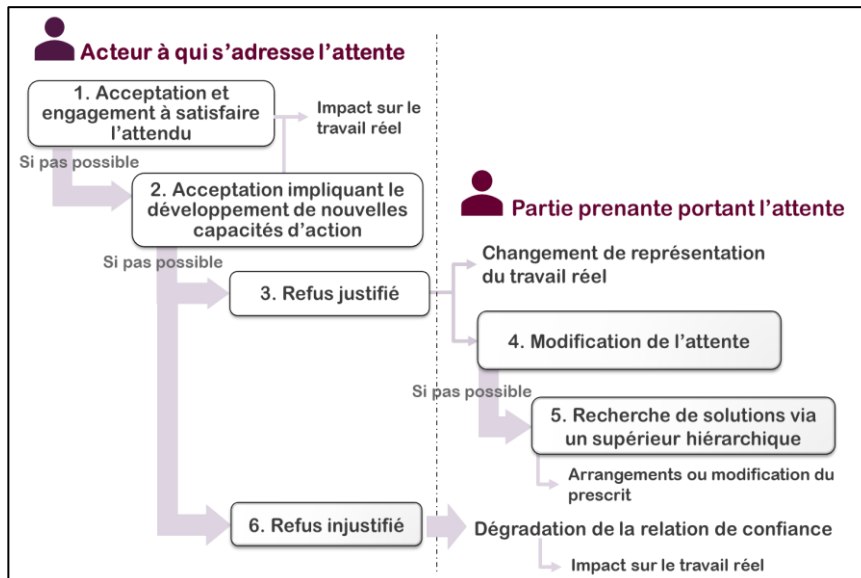 Acteur à qui s'adresse l'attente
1. Acceptation et
engagement à satisfaire
l'attendu
Impact sur le
travail réel
Si pas possible
2. Acceptation impliquant le
développement de nouvelles
capacités d'action
Partie prenante portant l'attente
Si pas possible
3. Refus justifié
Changement de représentation
du travail réel
4. Modification de l'attente
Si pas possible
5. Recherche de solutions via
un supérieur hiérarchique
Arrangements ou modification du
prescrit
6. Refus injustifié
Dégradation de la relation de confiance
Impact sur le travail réel